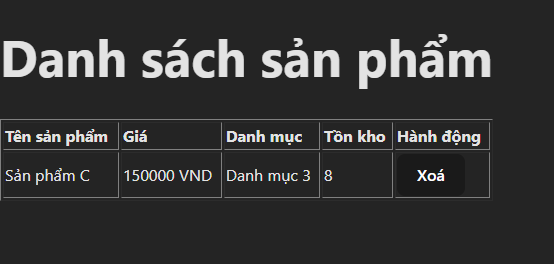 Danh sách sản phẩm
Tên sản phẩm Giá Danh mục Tồn kho Hành động
Sản phẩm C 150000 VND Danh mục 3 8 Xoá